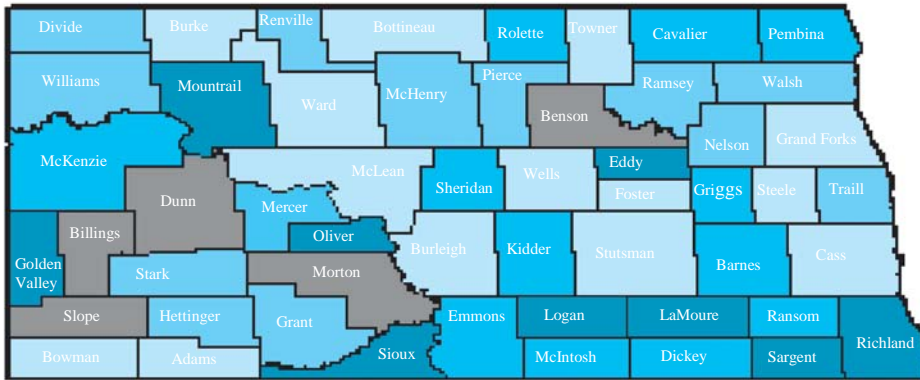 Divide
Burke
Renville
Bottineau
Rolette
Towner
Cavalier
Pembina
Williams
Mountrail
Ward
McHenry
Pierce
Benson
Ramsey
Walsh
McKenzie
McLean
Sheridan
Wells
Eddy
Nelson
Grand Forks
Dunn
Mercer
Foster
Griggs
Steele
Traill
Billings
Golden
Valley
Oliver
Burleigh
Kidder
Stutsman
Barnes
Cass
Stark
Morton
Slope
Hettinger
Grant
Emmons
Logan
LaMoure
Ransom
Richland
Bowman
Adams
Sioux
McIntosh
Dickey
Sargent